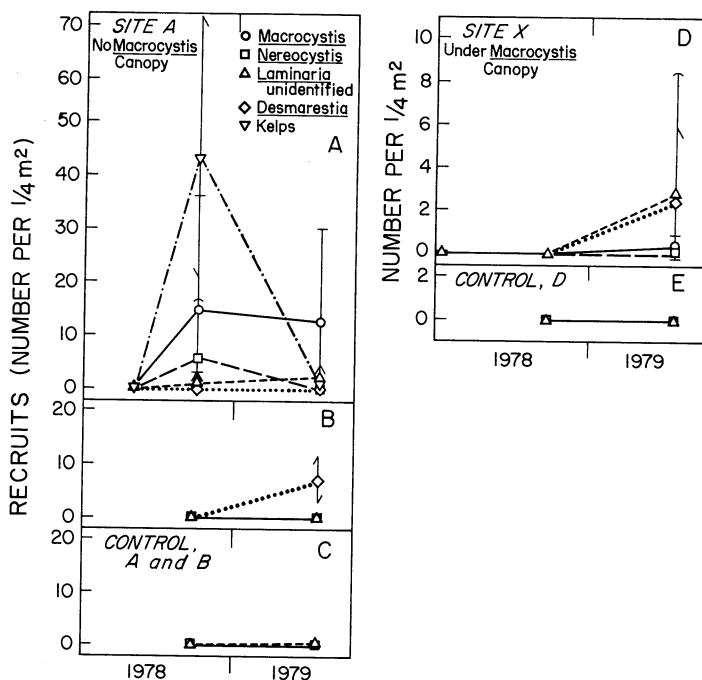 RECRUITS (NUMBER PER 1/4 m²)
70
60
50
40
30
20
10
0
SITE A
No Macrocystis
Canopy
Macrocystis
Nereocystis
Laminaria
unidentified
Desmarestia
Kelps
A
20
10
0
B
20
10
0
CONTROL,
A and B
C
1978 1979
NUMBER PER 1/4 m²
10
8
6
4
2
0
SITE X
Under Macrocystis
Canopy
D
2
0
CONTROL, D
E
1978 1979